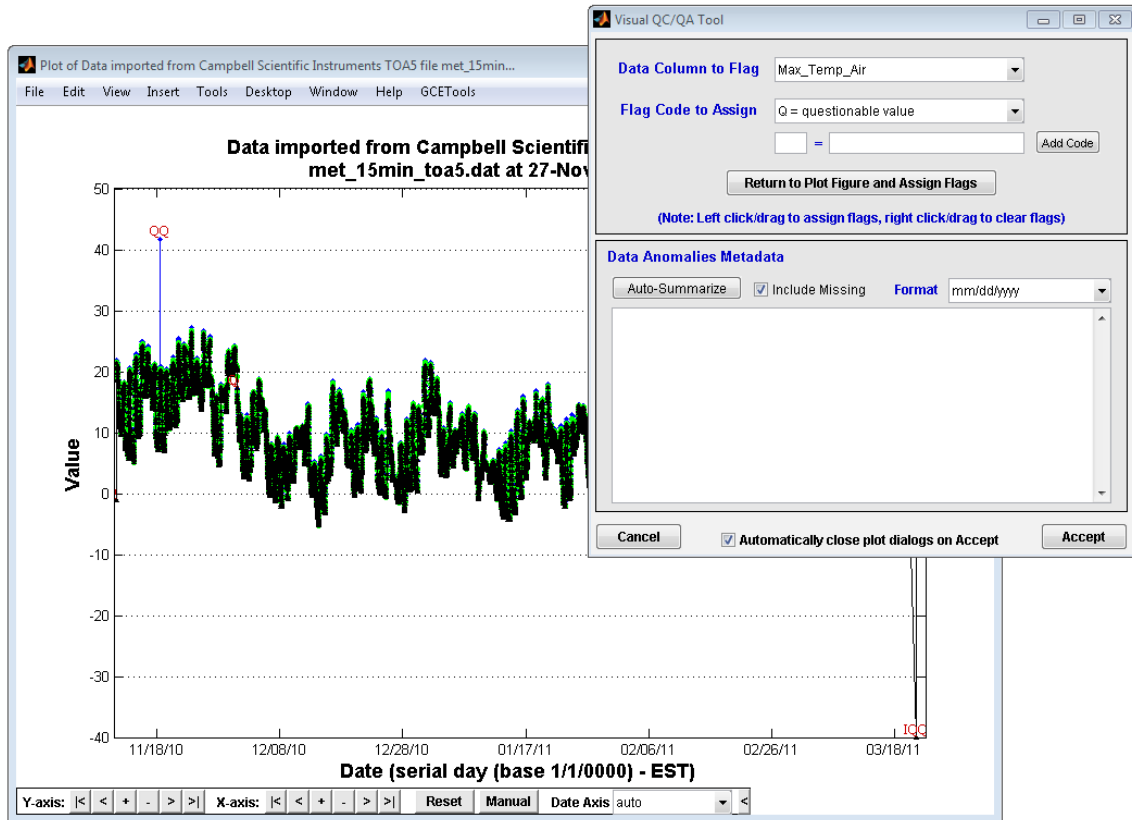 Visual QC/QA Tool
Data Column to Flag Max_Temp_Air
Flag Code to Assign Q = questionable value
= Add Code
Return to Plot Figure and Assign Flags
(Note: Left click/drag to assign flags, right click/drag to clear flags)
Data Anomalies Metadata
Auto-Summarize Include Missing Format mm/dd/yyyy
Cancel Automatically close plot dialogs on Accept Accept
Plot of Data imported from Campbell Scientific Instruments TOA5 file met_15min...
File Edit View Insert Tools Desktop Window Help GCETools
Data imported from Campbell Scientific
met_15min_toa5.dat at 27-Nov
50
QQ
40
30
20
Q
10
Value
0
-10
-20
-30
IQQ
-40
11/18/10 12/08/10 12/28/10 01/17/11 02/06/11 02/26/11 03/18/11
Date (serial day (base 1/1/0000) - EST)
Y-axis: |< < + - > >| X-axis: |< < + - > >| Reset Manual Date Axis auto <